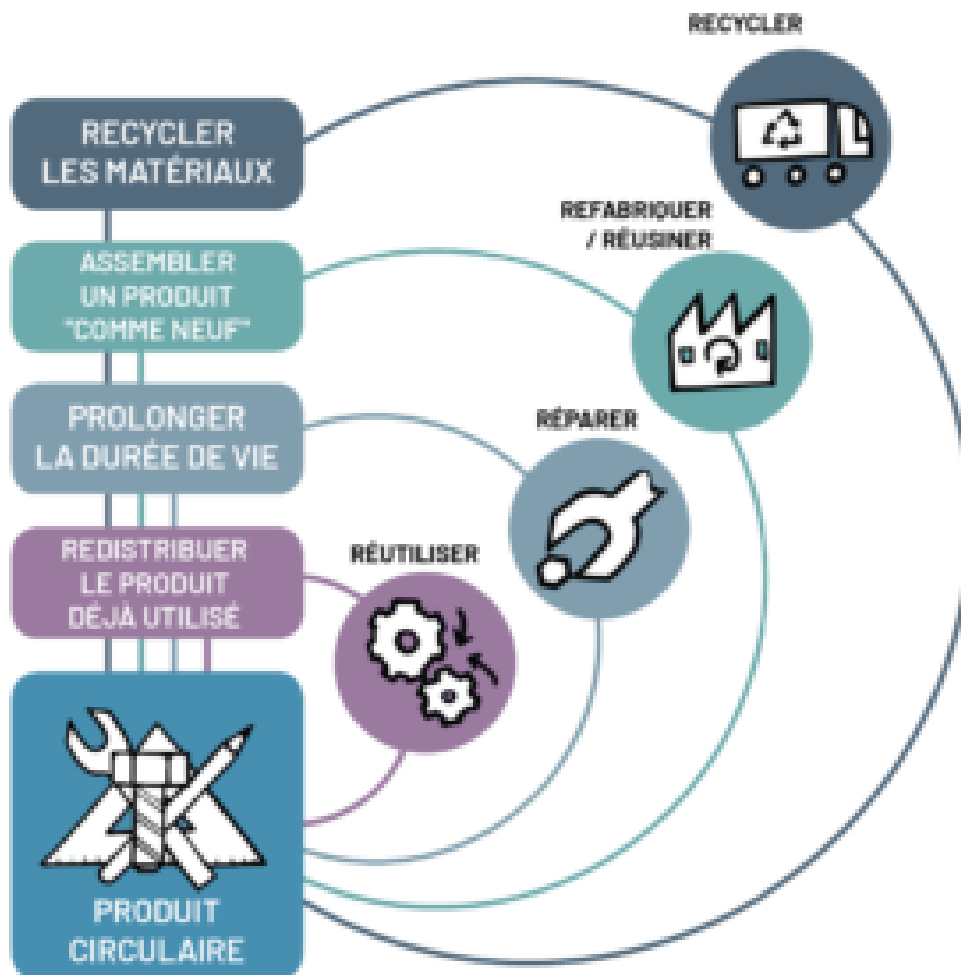 RECYCLER
RECYCLER
LES MATÉRIAUX
REFABRIQUER
/ RÉUSINER
ASSEMBLER
UN PRODUIT
"COMME NEUF"
RÉPARER
PROLONGER
LA DURÉE DE VIE
RÉUTILISER
REDISTRIBUER
LE PRODUIT
DÉJÀ UTILISÉ
PRODUIT
CIRCULAIRE